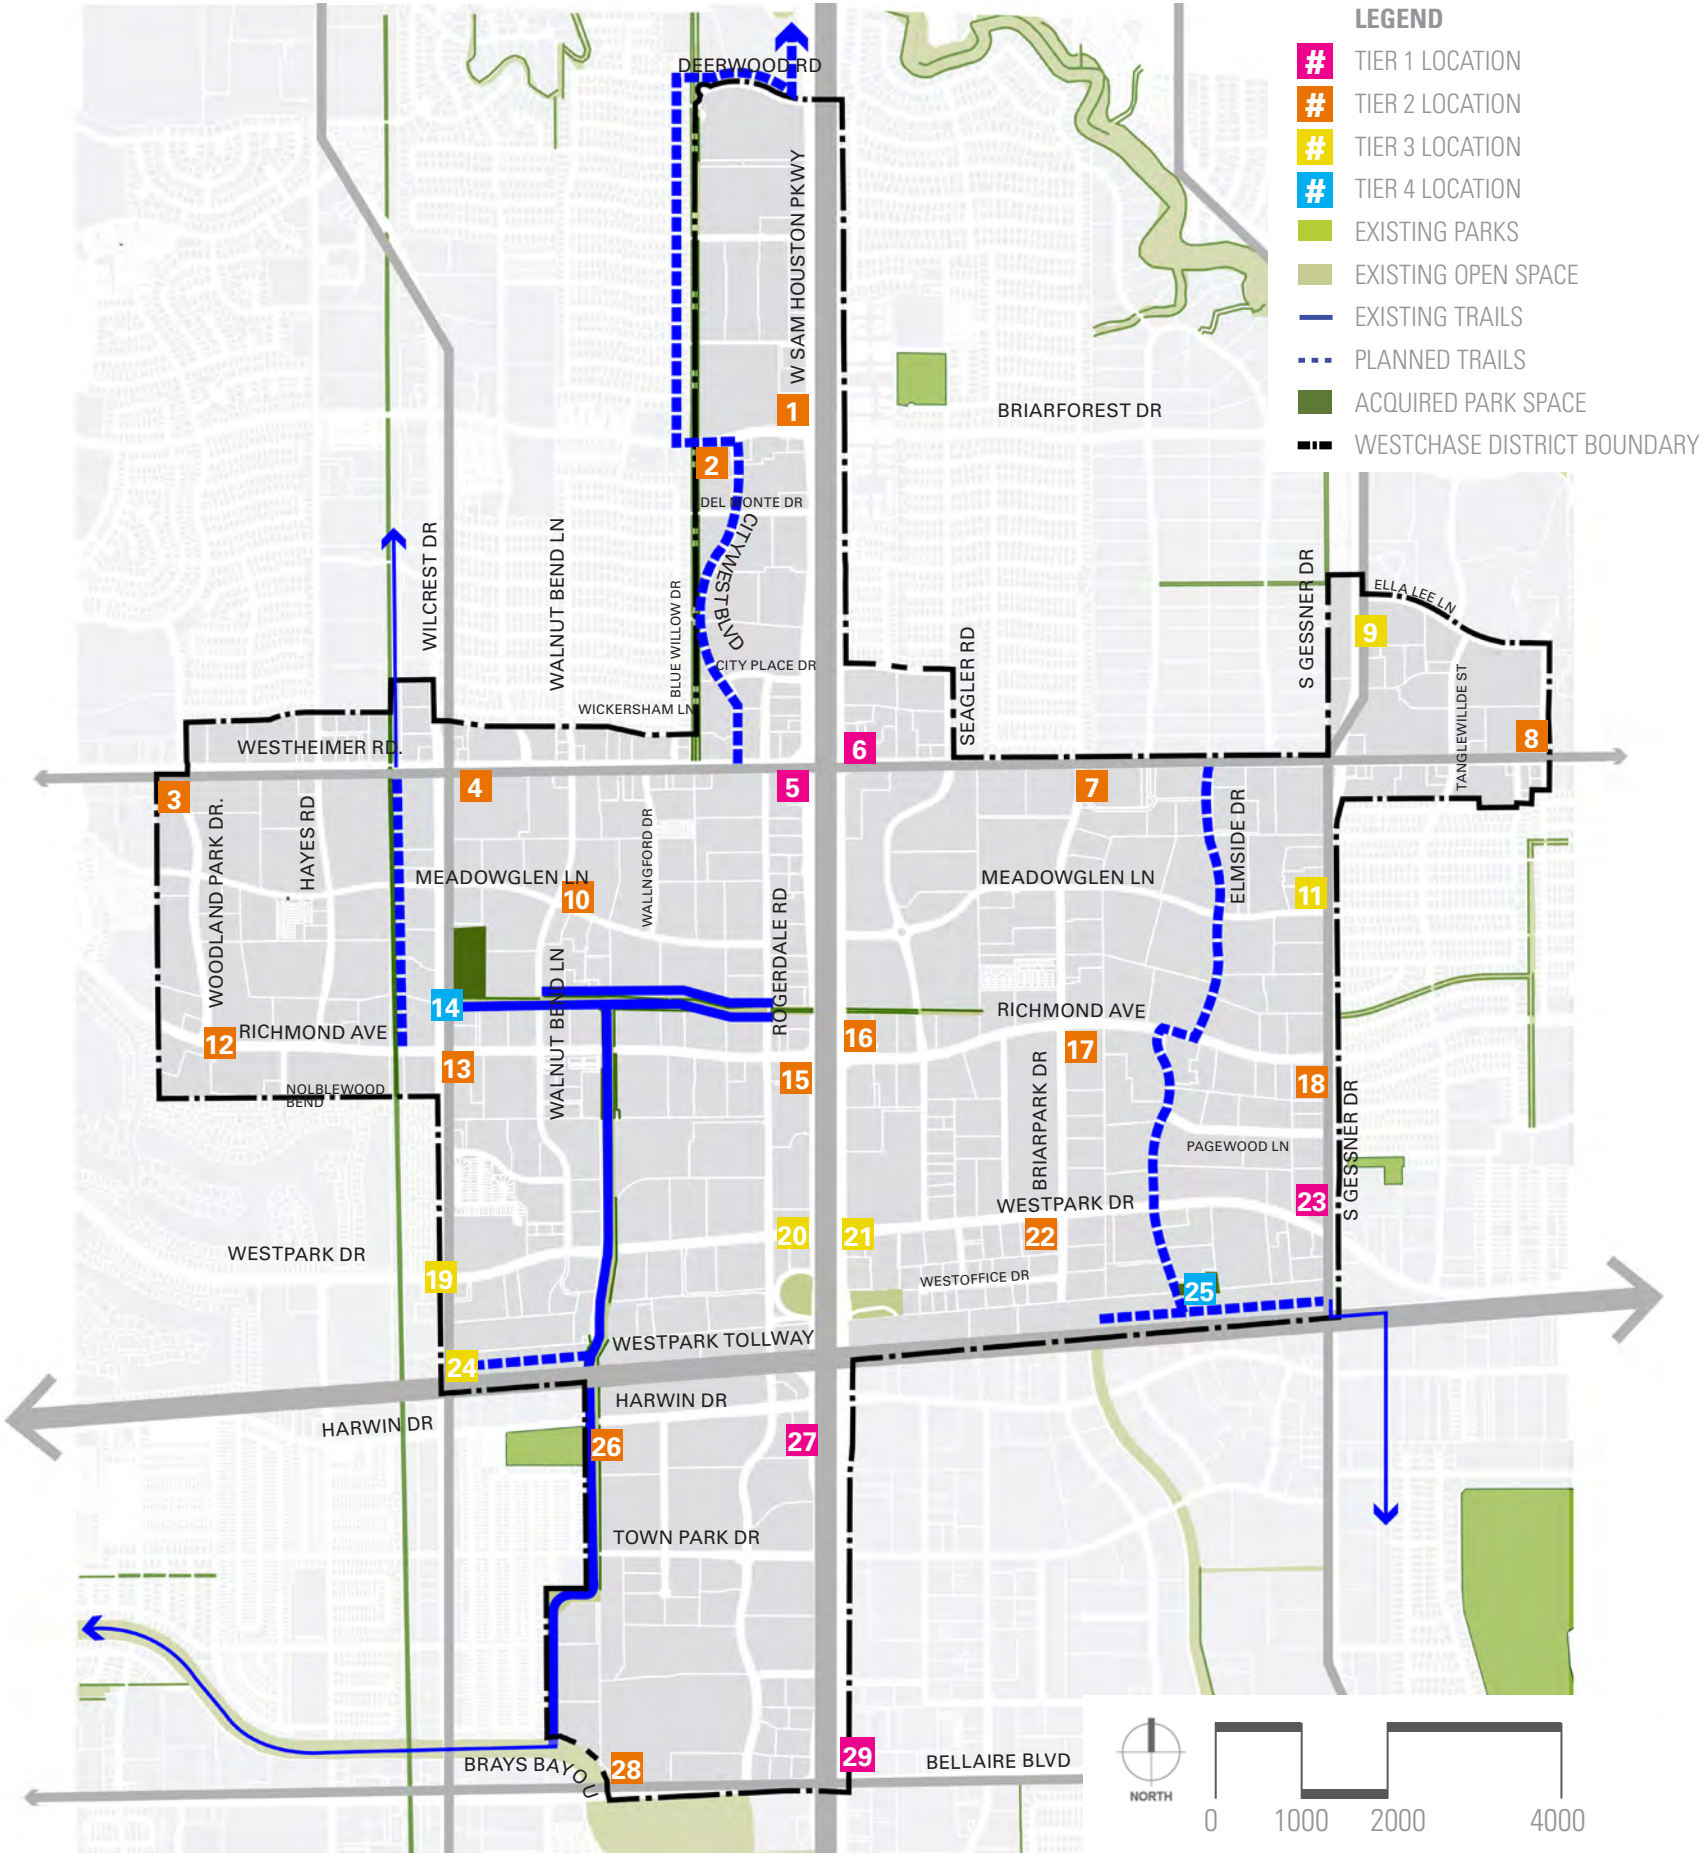 LEGEND
# TIER 1 LOCATION
# TIER 2 LOCATION
# TIER 3 LOCATION
# TIER 4 LOCATION
EXISTING PARKS
EXISTING OPEN SPACE
EXISTING TRAILS
PLANNED TRAILS
ACQUIRED PARK SPACE
WESTCHASE DISTRICT BOUNDARY
DEERWOOD RD
W SAM HOUSTON PKWY
1
BRIARFOREST DR
2
DEL MONTE DR
CITYWEST BLVD
WILCREST DR
WALNUT BEND LN
BLUE WILLOW DR
S GESSNER DR
ELLA LEE LN
9
SEAGLER RD
CITY PLACE DR
TANGLEWILLDE ST
WICKERSHAM LN
WESTHEIMER RD.
6
8
3
4
5
7
WOODLAND PARK DR.
HAYES RD
WALLNGFORD DR
ELMSIDE DR
MEADOWGLEN LN
MEADOWGLEN LN
10
11
ROGERDALE RD
14
WALNUT BEND LN
RICHMOND AVE
RICHMOND AVE
12
13
15
16
17
18
NOLBLEWOOD
BEND
BRIARPARK DR
S GESSNER DR
PAGEWOOD LN
WESTPARK DR
23
WESTPARK DR
20
21
22
19
WESTOFFICE DR
25
WESTPARK TOLLWAY
24
HARWIN DR
HARWIN DR
26
27
TOWN PARK DR
BRAYS BAYOU
28
29
BELLAIRE BLVD
NORTH
0 1000 2000 4000